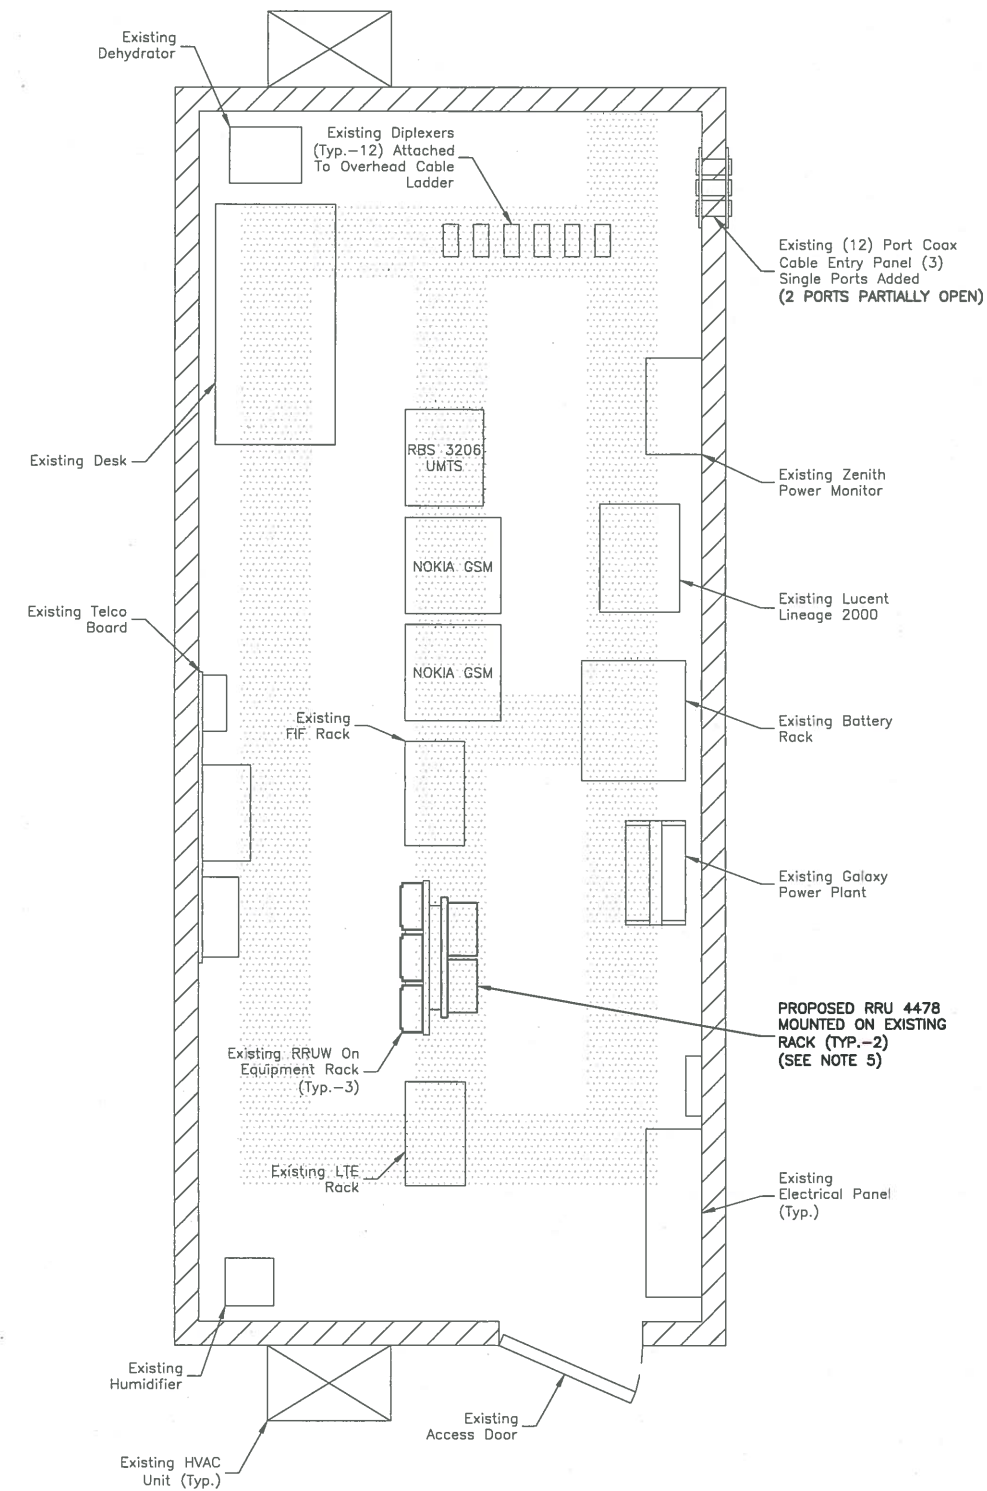 Existing
Dehydrator
Existing Diplexers
(Typ.-12) Attached
To Overhead Cable
Ladder
Existing (12) Port Coax
Cable Entry Panel (3)
Single Ports Added
(2 PORTS PARTIALLY OPEN)
Existing Desk
RBS 3206
UMTS
Existing Zenith
Power Monitor
NOKIA GSM
Existing Lucent
Lineage 2000
Existing Telco
Board
NOKIA GSM
Existing
FIF Rack
Existing Battery
Rack
Existing Galaxy
Power Plant
PROPOSED RRU 4478
MOUNTED ON EXISTING
RACK (TYP.-2)
(SEE NOTE 5)
Existing RRUW On
Equipment Rack
(Typ.-3)
Existing LTE
Rack
Existing
Electrical Panel
(Typ.)
Existing
Humidifier
Existing
Access Door
Existing HVAC
Unit (Typ.)